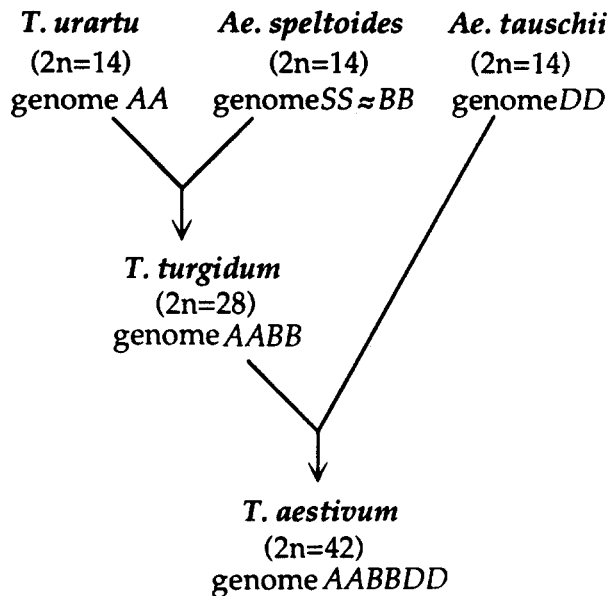 T. urartu Ae. speltoides Ae. tauschii
(2n=14) (2n=14) (2n=14)
genome AA genomeSS≈BB genomeDD
T. turgidum
(2n=28)
genome AABB
T. aestivum
(2n=42)
genome AABBDD